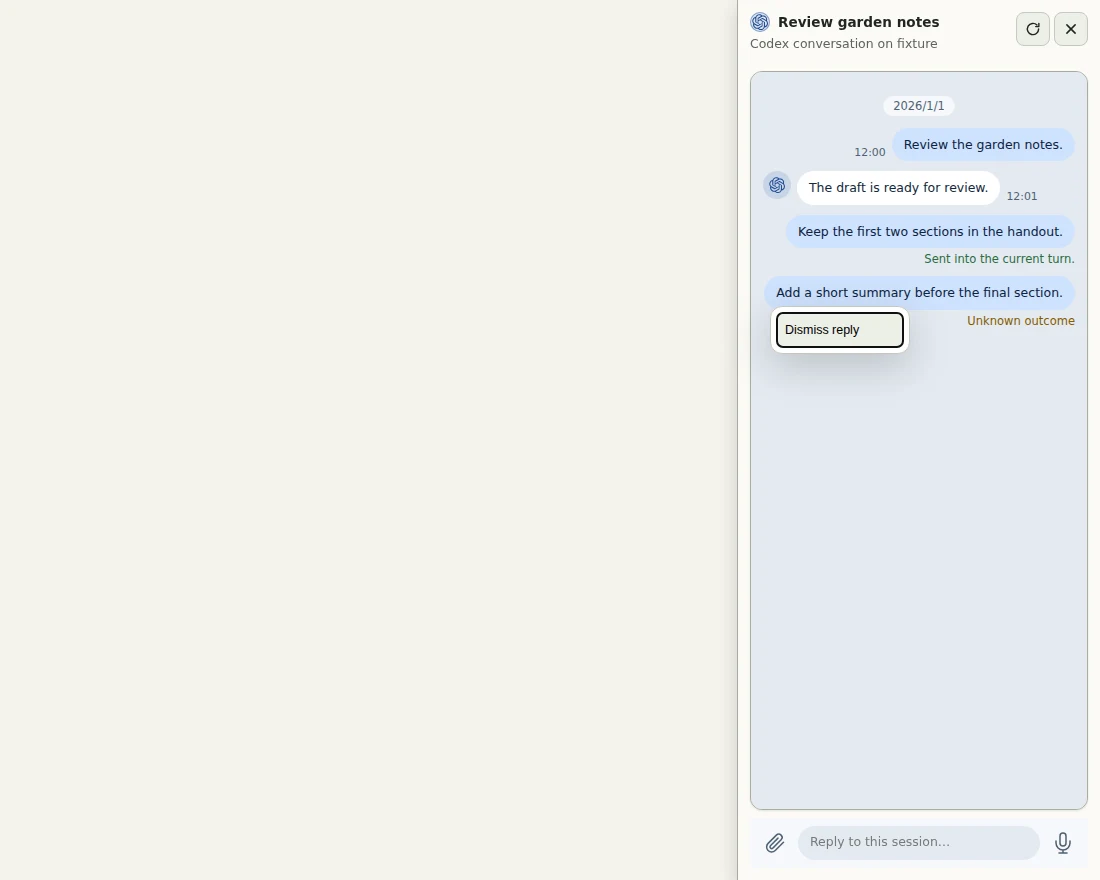 Review garden notes
Codex conversation on fixture
2026/1/1
12:00 Review the garden notes.
The draft is ready for review. 12:01
Keep the first two sections in the handout.
Sent into the current turn.
Add a short summary before the final section.
Unknown outcome
Dismiss reply
Reply to this session...